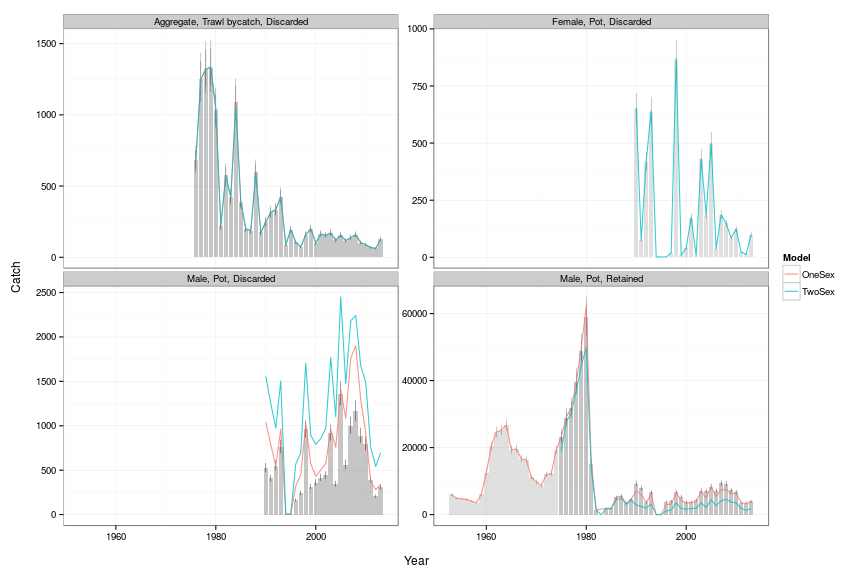 Aggregate, Trawl bycatch, Discarded
Female, Pot, Discarded
1500
1000
500
0
1000
750
500
250
0
Male, Pot, Discarded
Male, Pot, Retained
2500
2000
1500
1000
500
0
60000
40000
20000
0
1960
1980
2000
1960
1980
2000
Catch
Year
Model
OneSex
TwoSex